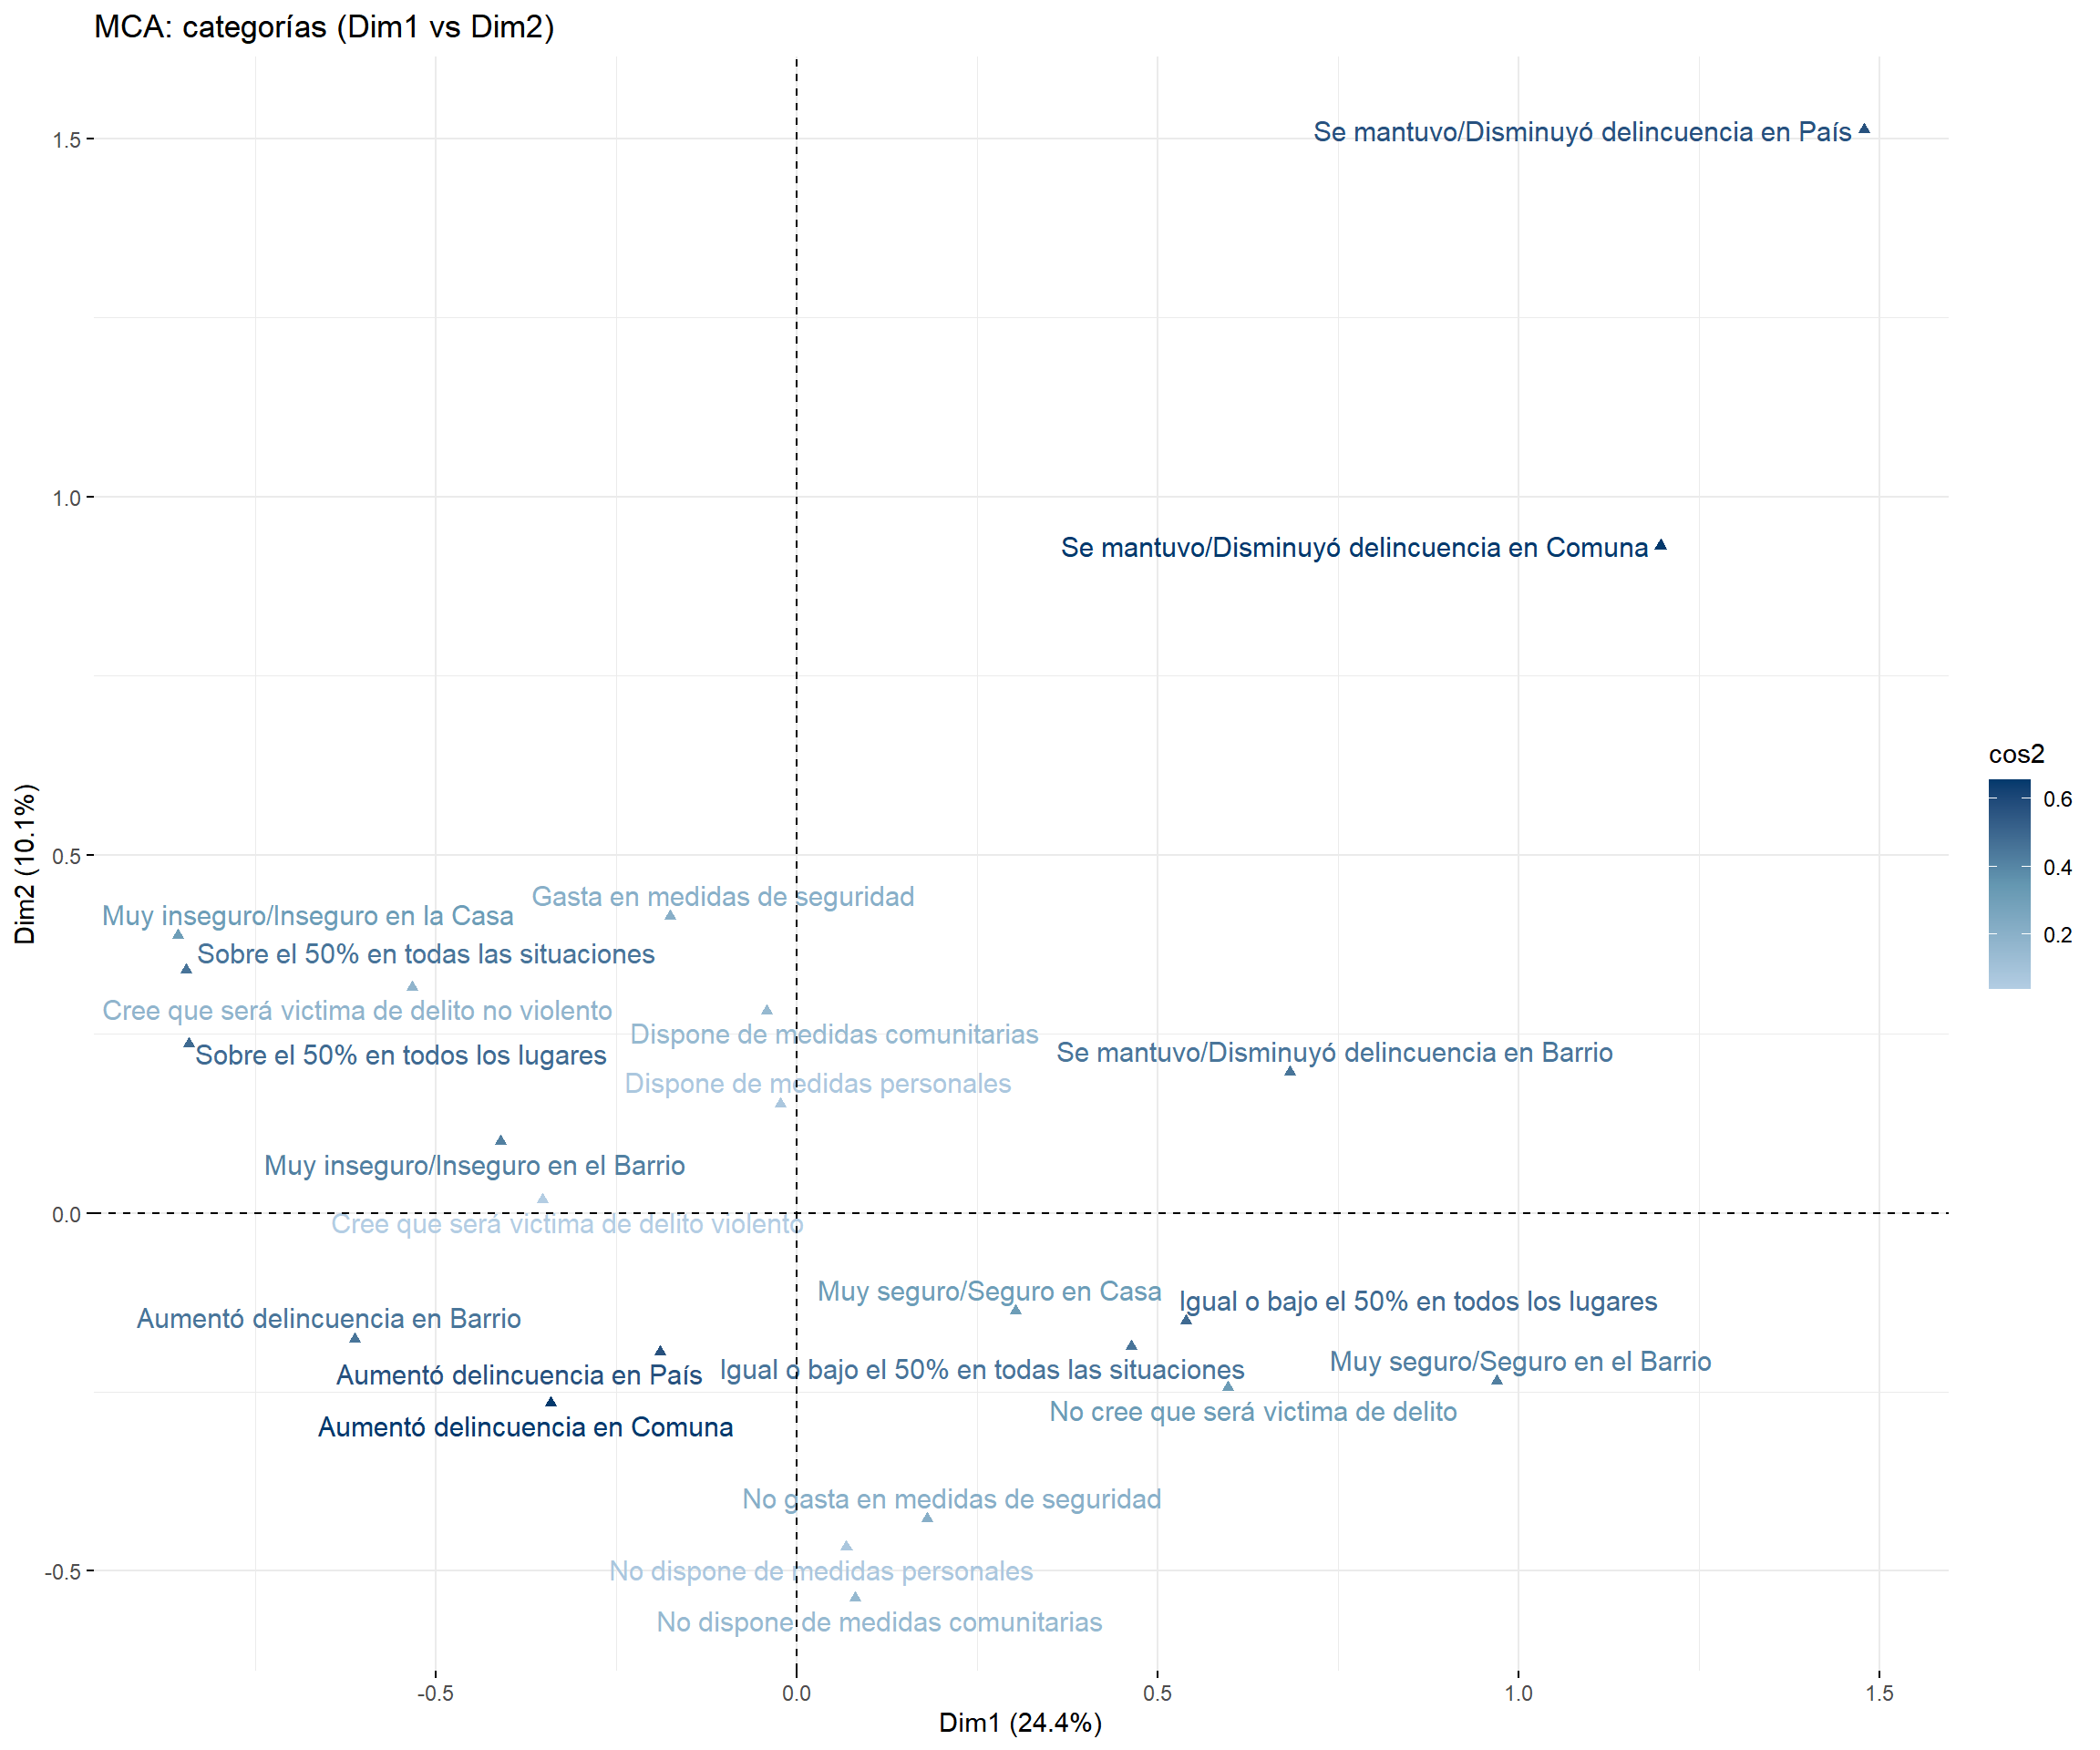 MCA: categorías (Dim1 vs Dim2)
Se mantuvo/Disminuyó delincuencia en País
1.5
1.0
Se mantuvo/Disminuyó delincuencia en Comuna
cos2
0.6
0.4
0.2
Dim2 (10.1%)
0.5
Gasta en medidas de seguridad
Muy inseguro/Inseguro en la Casa
Sobre el 50% en todas las situaciones
Cree que será victima de delito no violento
Dispone de medidas comunitarias
Sobre el 50% en todos los lugares
Se mantuvo/Disminuyó delincuencia en Barrio
Dispone de medidas personales
Muy inseguro/Inseguro en el Barrio
0.0
Cree que será victima de delito violento
Muy seguro/Seguro en Casa
Igual o bajo el 50% en todos los lugares
Aumentó delincuencia en Barrio
Muy seguro/Seguro en el Barrio
Aumentó delincuencia en País
Igual o bajo el 50% en todas las situaciones
No cree que será victima de delito
Aumentó delincuencia en Comuna
No gasta en medidas de seguridad
-0.5
No dispone de medidas personales
No dispone de medidas comunitarias
-0.5
0.0
0.5
1.0
1.5
Dim1 (24.4%)